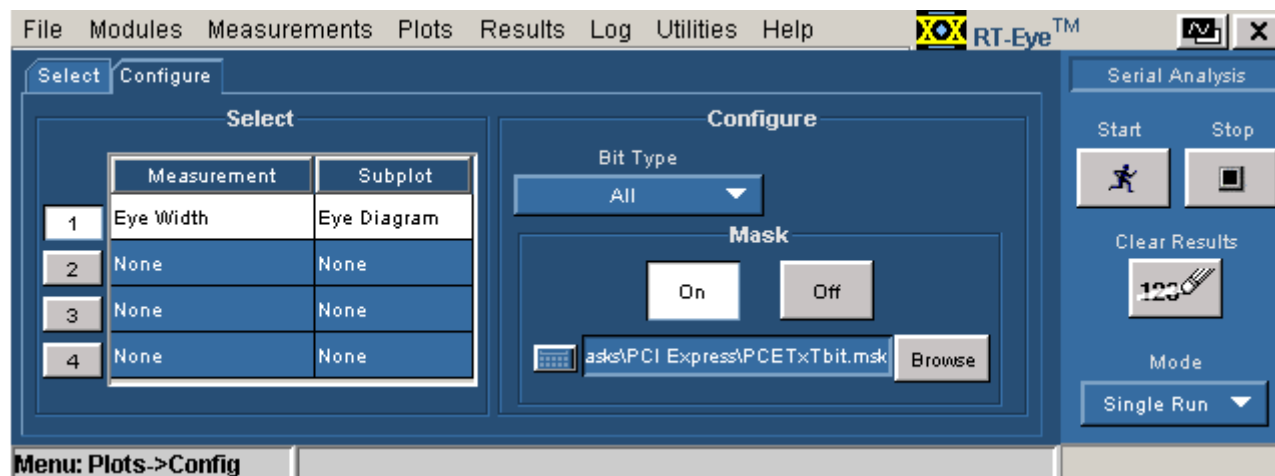 File Modules Measurements Plots Results Log Utilities Help RT-Eye™
Select Configure
Serial Analysis
Select
Configure
Start Stop
Bit Type
Measurement Subplot
All
1 Eye Width Eye Diagram
Mask
Clear Results
2 None None
On Off
123
3 None None
asks\PCI Express\PCETxTbit.msk Browse
4 None None
Mode
Single Run
Menu: Plots->Config